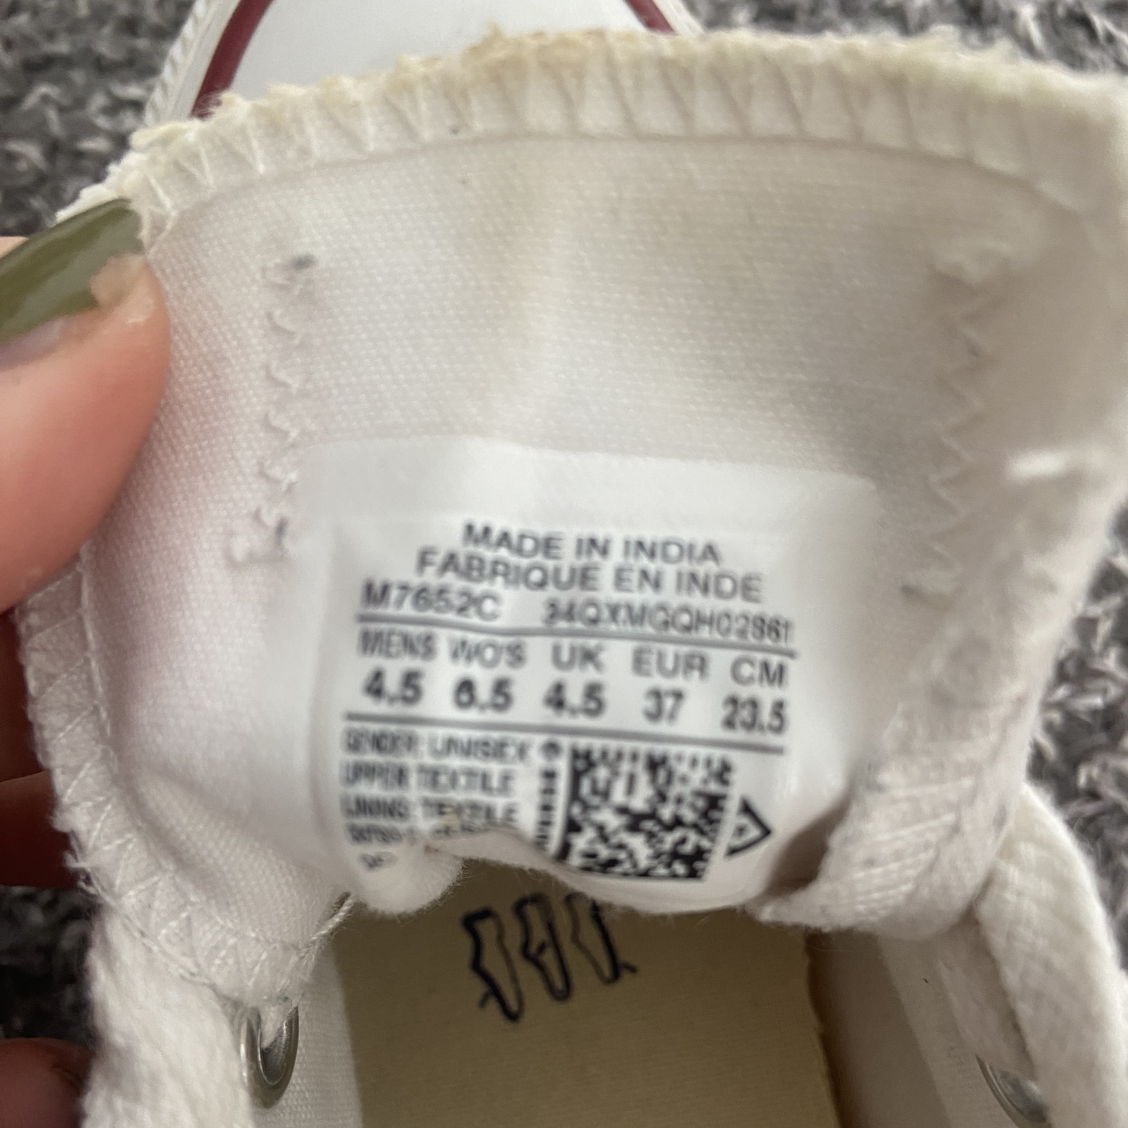 MADE IN INDIA
FABRIQUE EN INDE
M7652C 34QXMGQH02861
MENS WO'S UK EUR CM
4.5 6.5 4.5 37 23.5
GENDER: UNISEX
UPPER TEXTILE
LINING: TEXTILE